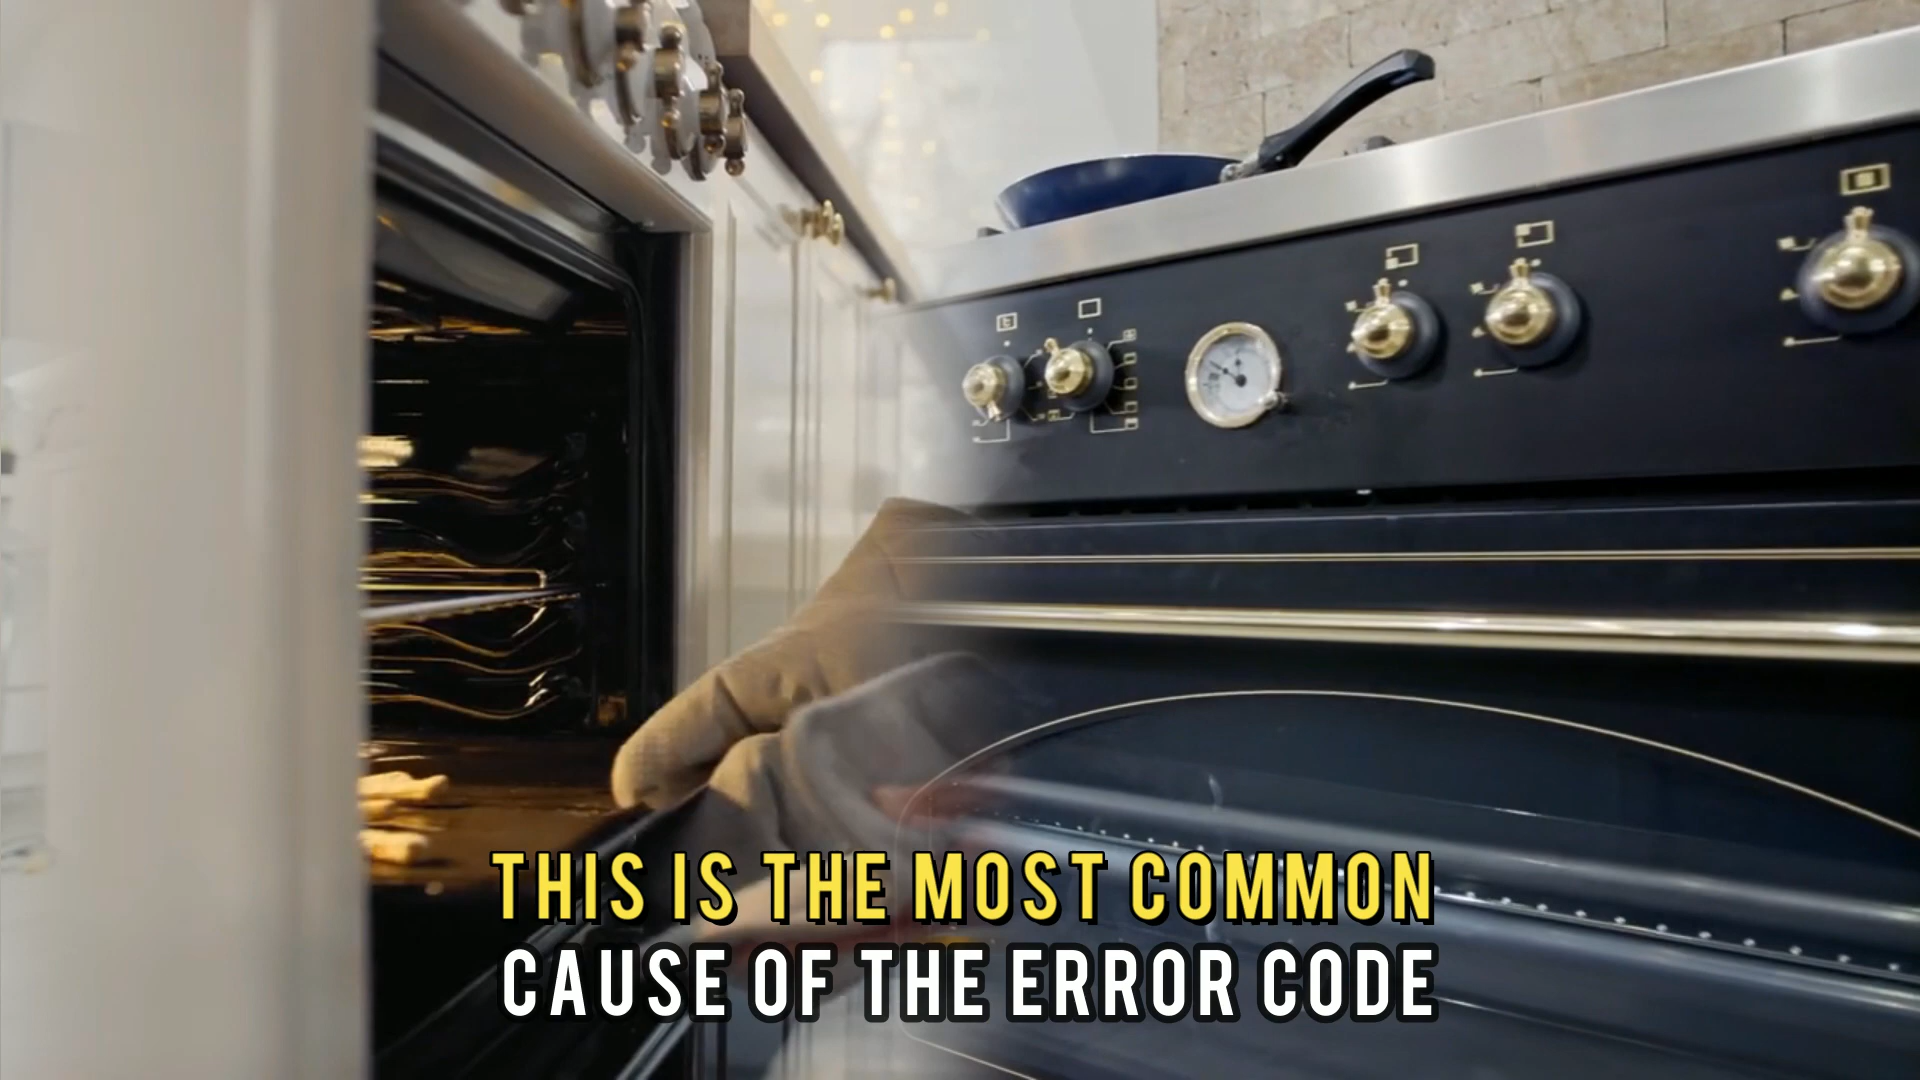 THIS IS THE MOST COMMON
CAUSE OF THE ERROR CODE